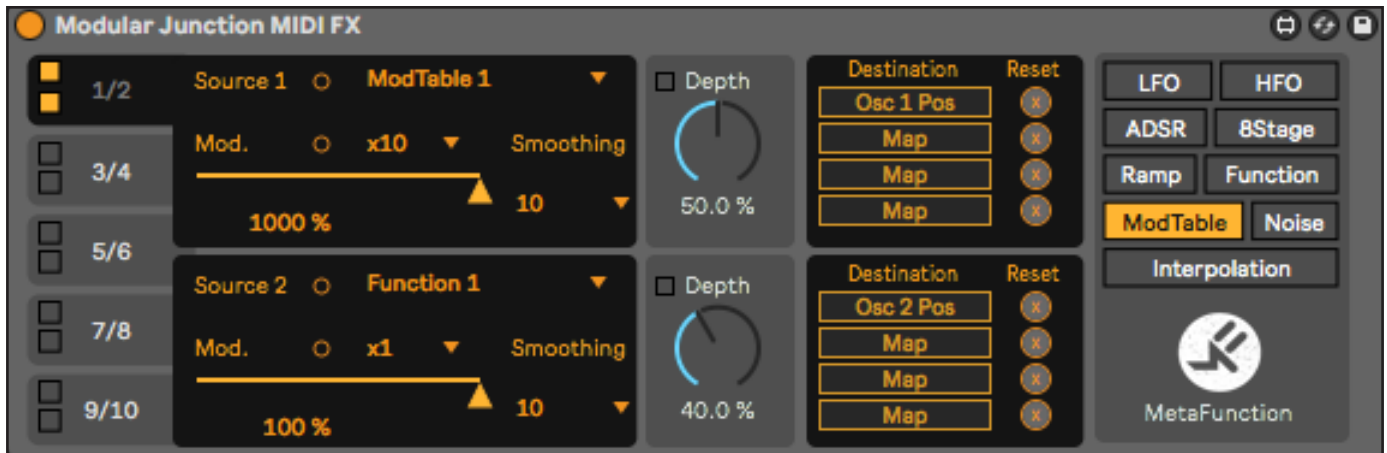 Modular Junction MIDI FX
1/2
3/4
5/6
7/8
9/10
Source 1 ModTable 1
Mod. x10 Smoothing
10
1000 %
Depth
50.0 %
Destination Reset
Osc 1 Pos x
Map x
Map x
Map x
Source 2 Function 1
Mod. x1 Smoothing
10
100 %
Depth
40.0 %
Destination Reset
Osc 2 Pos x
Map x
Map x
Map x
LFO HFO
ADSR 8Stage
Ramp Function
ModTable Noise
Interpolation
MetaFunction